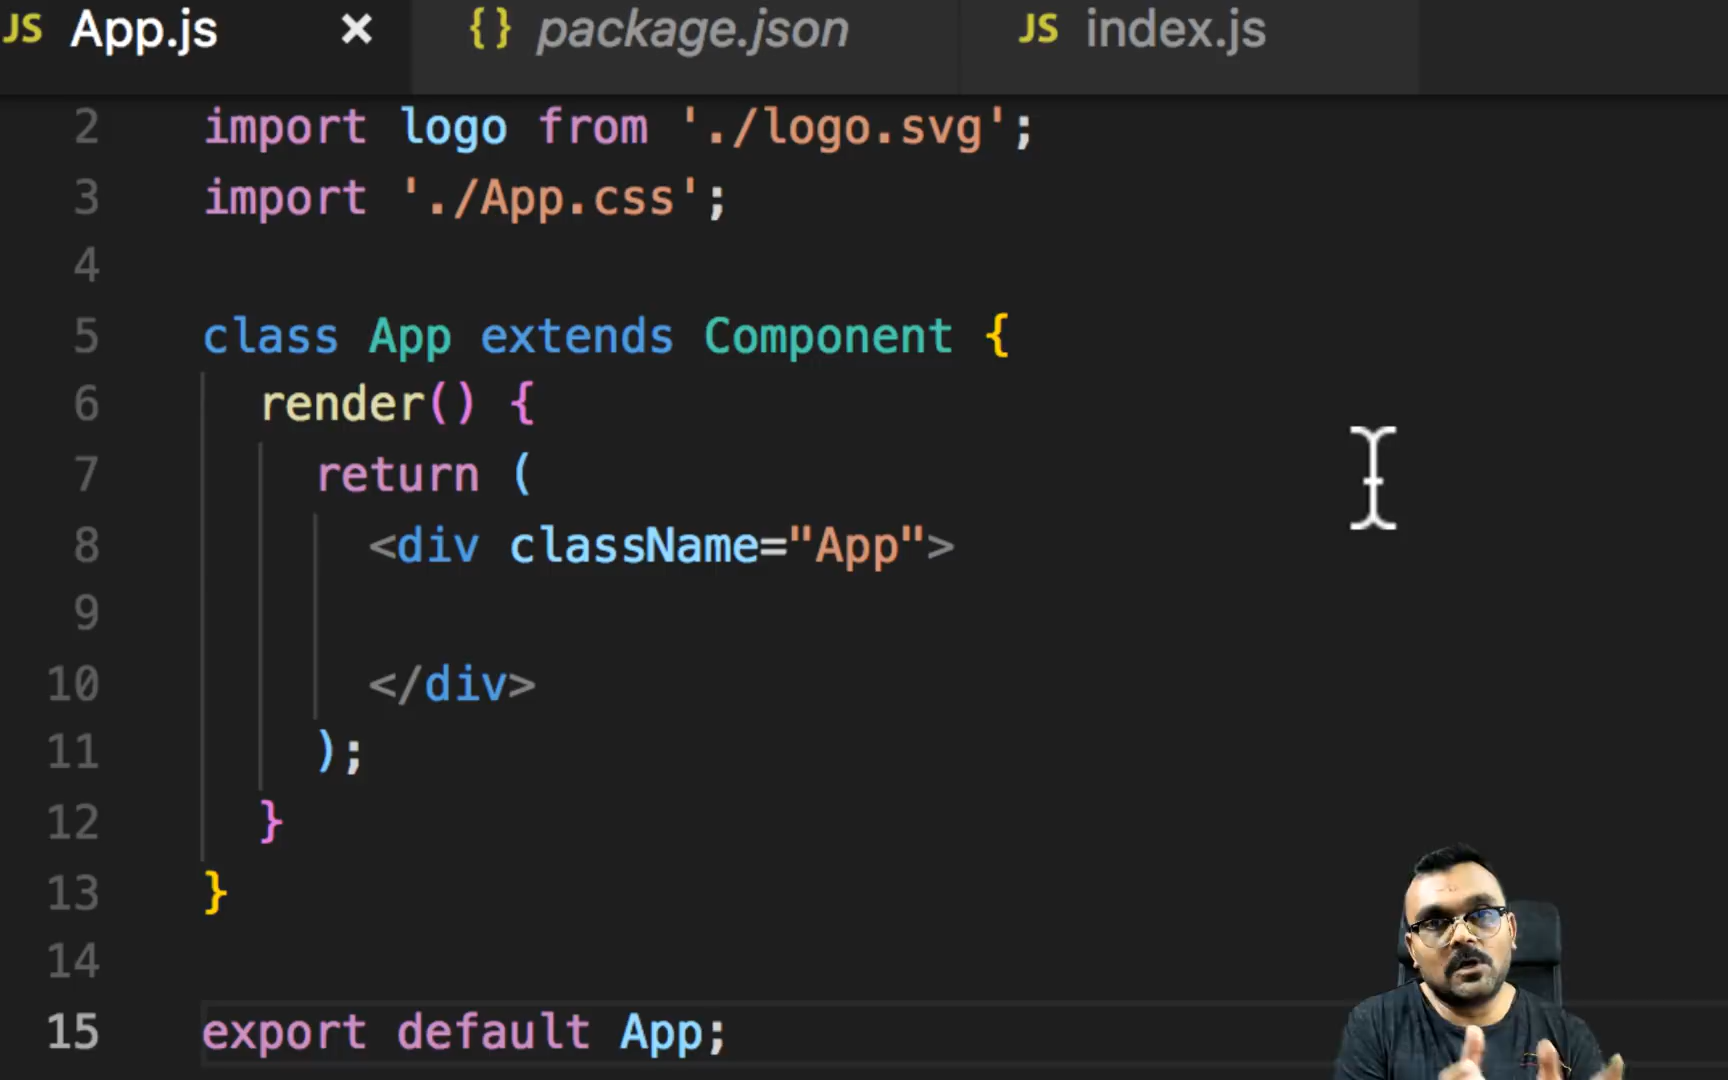 JS App.js × {} package.json JS index.js
2 import logo from './logo.svg';
3 import './App.css';
4
5 class App extends Component {
6 render() {
7 return (
8 <div className="App">
9
10 </div>
11 );
12 }
13 }
14
15 export default App;